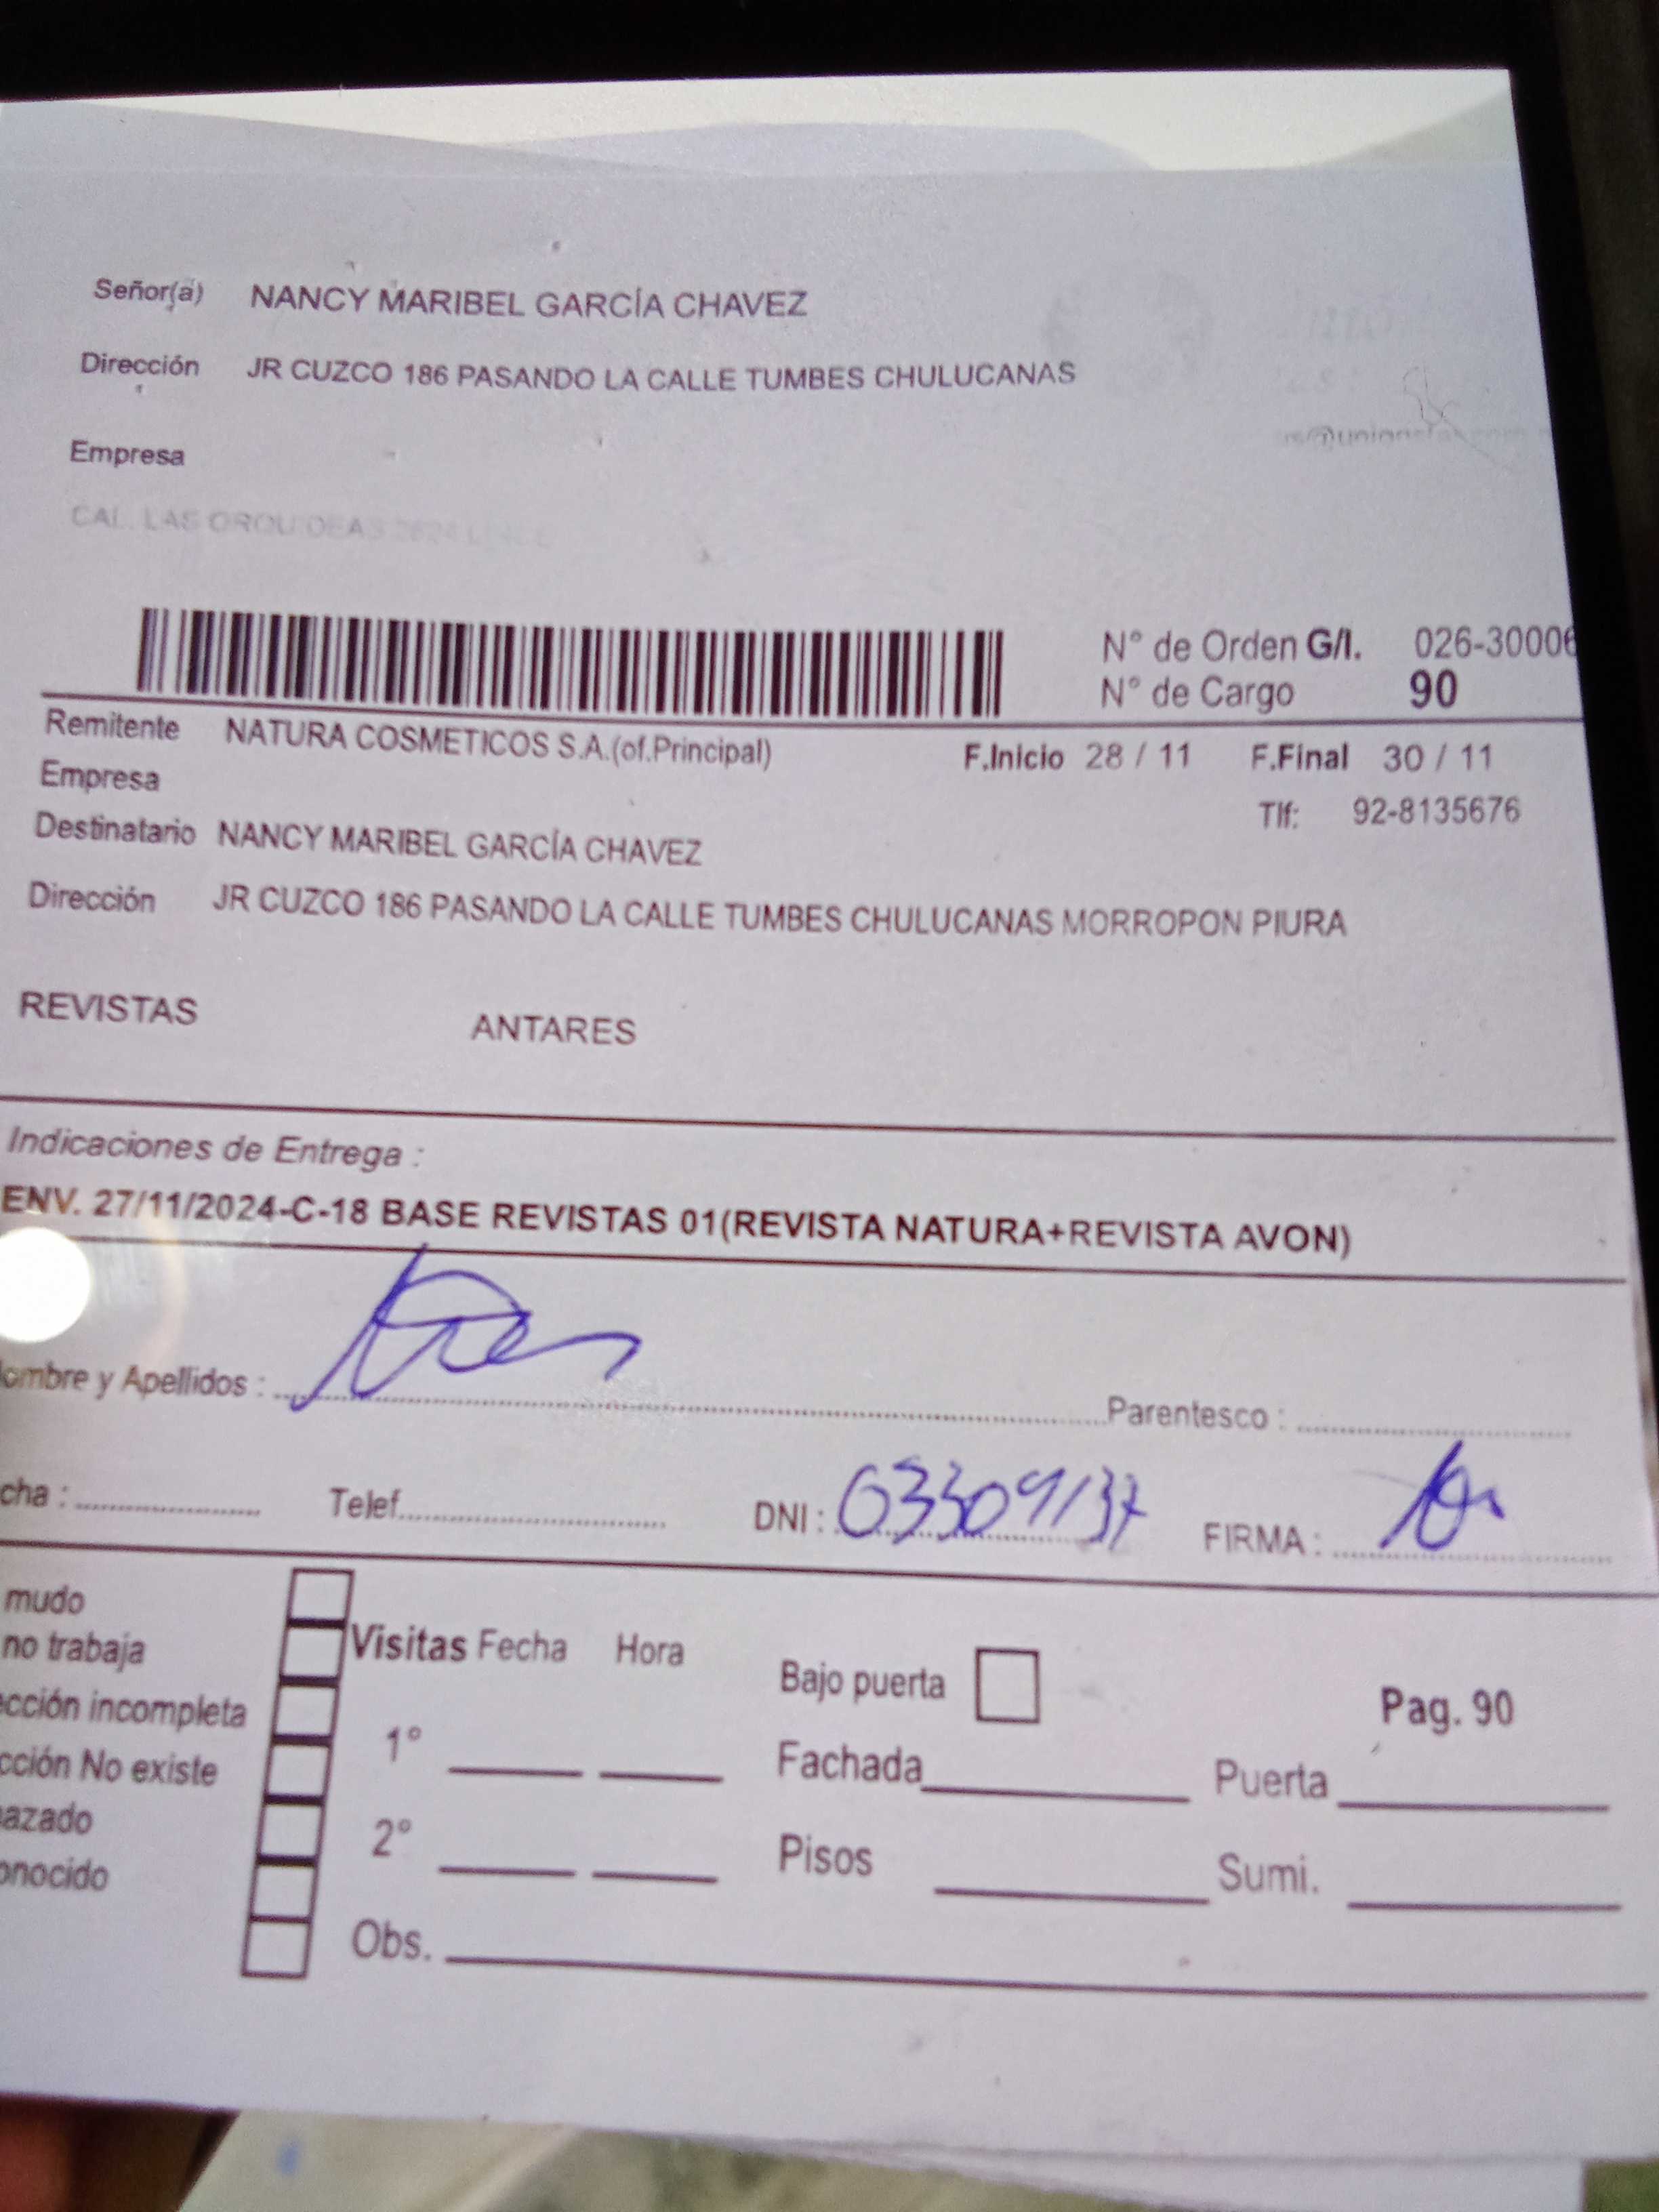 Señor(a) NANCY MARIBEL GARCÍA CHAVEZ
Dirección JR CUZCO 186 PASANDO LA CALLE TUMBES CHULUCANAS
Empresa
CAL. LAS ORQUIDEAS
N° de Orden G/I. 026-30006
N° de Cargo 90
Remitente NATURA COSMETICOS S.A.(of.Principal) F.Inicio 28 / 11 F.Final 30 / 11
Empresa
Tlf: 92-8135676
Destinatario NANCY MARIBEL GARCÍA CHAVEZ
Dirección JR CUZCO 186 PASANDO LA CALLE TUMBES CHULUCANAS MORROPON PIURA
REVISTAS ANTARES
Indicaciones de Entrega :
ENV. 27/11/2024-C-18 BASE REVISTAS 01(REVISTA NATURA+REVISTA AVON)
ombre y Apellidos : Parentesco :
cha : Telef. DNI : 03309137 FIRMA :
mudo
no trabaja
ección incompleta
cción No existe
azado
onocido
Visitas Fecha Hora
1°
2°
Obs.
Bajo puerta
Pag. 90
Fachada Puerta
Pisos Sumi.